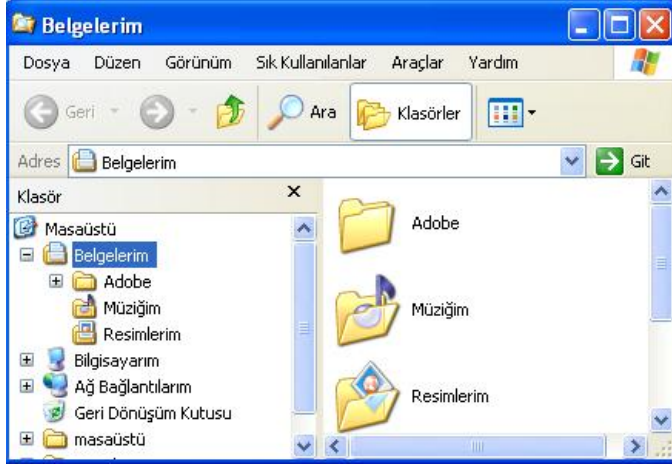 Belgelerim
Dosya Düzen Görünüm Sık Kullanılanlar Araçlar Yardım
Geri Ara Klasörler
Adres Belgelerim Git
Klasör
Masaüstü
Belgelerim
Adobe
Müziğim
Resimlerim
Bilgisayarım
Ağ Bağlantılarım
Geri Dönüşüm Kutusu
masaüstü
Adobe
Müziğim
Resimlerim